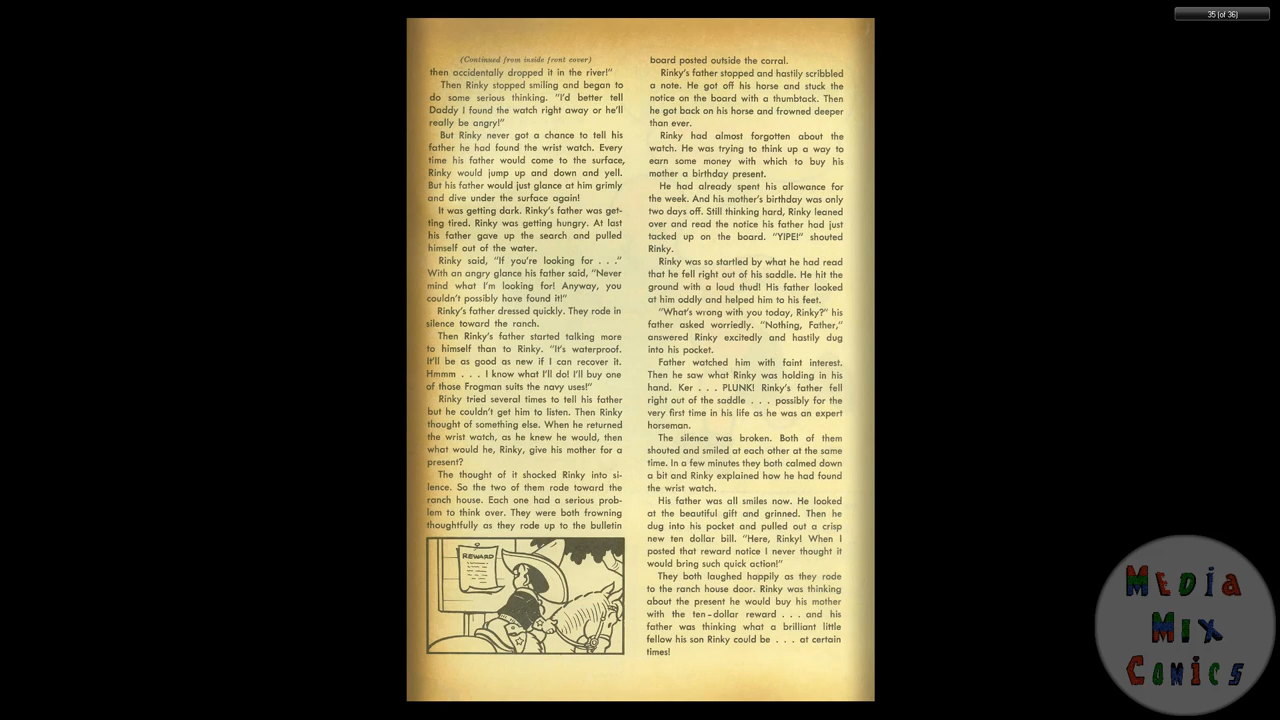 35 (of 36)
(Continued from inside front cover)
then accidentally dropped it in the river!"
Then Rinky stopped smiling and began to
do some serious thinking. "I'd better tell
Daddy I found the watch right away or he'll
really be angry!"
But Rinky never got a chance to tell his
father he had found the wrist watch. Every
time his father would come to the surface,
Rinky would jump up and down and yell.
But his father would just glance at him grimly
and dive under the surface again!
It was getting dark. Rinky's father was get-
ting tired. Rinky was getting hungry. At last
his father gave up the search and pulled
himself out of the water.
Rinky said, "If you're looking for . . ."
With an angry glance his father said, "Never
mind what I'm looking for! Anyway, you
couldn't possibly have found it!"
Rinky's father dressed quickly. They rode in
silence toward the ranch.
Then Rinky's father started talking more
to himself than to Rinky. "It's waterproof.
It'll be as good as new if I can recover it.
Hmmm . . . I know what I'll do! I'll buy one
of those Frogman suits the navy uses!"
Rinky tried several times to tell his father
but he couldn't get him to listen. Then Rinky
thought of something else. When he returned
the wrist watch, as he knew he would, then
what would he, Rinky, give his mother for a
present?
The thought of it shocked Rinky into si-
lence. So the two of them rode toward the
ranch house. Each one had a serious prob-
lem to think over. They were both frowning
thoughtfully as they rode up to the bulletin
REWARD
board posted outside the corral.
Rinky's father stopped and hastily scribbled
a note. He got off his horse and stuck the
notice on the board with a thumbtack. Then
he got back on his horse and frowned deeper
than ever.
Rinky had almost forgotten about the
watch. He was trying to think up a way to
earn some money with which to buy his
mother a birthday present.
He had already spent his allowance for
the week. And his mother's birthday was only
two days off. Still thinking hard, Rinky leaned
over and read the notice his father had just
tacked up on the board. "YIPE!" shouted
Rinky.
Rinky was so startled by what he had read
that he fell right out of his saddle. He hit the
ground with a loud thud! His father looked
at him oddly and helped him to his feet.
"What's wrong with you today, Rinky?" his
father asked worriedly. "Nothing, Father,"
answered Rinky excitedly and hastily dug
into his pocket.
Father watched him with faint interest.
Then he saw what Rinky was holding in his
hand. Ker . . . PLUNK! Rinky's father fell
right out of the saddle . . . possibly for the
very first time in his life as he was an expert
horseman.
The silence was broken. Both of them
shouted and smiled at each other at the same
time. In a few minutes they both calmed down
a bit and Rinky explained how he had found
the wrist watch.
His father was all smiles now. He looked
at the beautiful gift and grinned. Then he
dug into his pocket and pulled out a crisp
new ten dollar bill. "Here, Rinky! When I
posted that reward notice I never thought it
would bring such quick action!"
They both laughed happily as they rode
to the ranch house door. Rinky was thinking
about the present he would buy his mother
with the ten-dollar reward . . . and his
father was thinking what a brilliant little
fellow his son Rinky could be . . . at certain
times!
MEDiA
MIX
COMICS